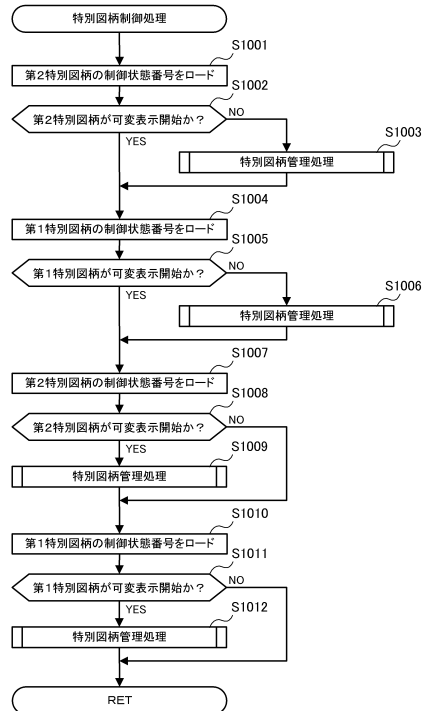 特別図柄制御処理
S1001
第2特別図柄の制御状態番号をロード
S1002
第2特別図柄が可変表示開始か？
NO
YES
S1003
特別図柄管理処理
S1004
第1特別図柄の制御状態番号をロード
S1005
第1特別図柄が可変表示開始か？
NO
YES
S1006
特別図柄管理処理
S1007
第2特別図柄の制御状態番号をロード
S1008
第2特別図柄が可変表示開始か？
NO
YES
S1009
特別図柄管理処理
S1010
第1特別図柄の制御状態番号をロード
S1011
第1特別図柄が可変表示開始か？
NO
YES
S1012
特別図柄管理処理
RET